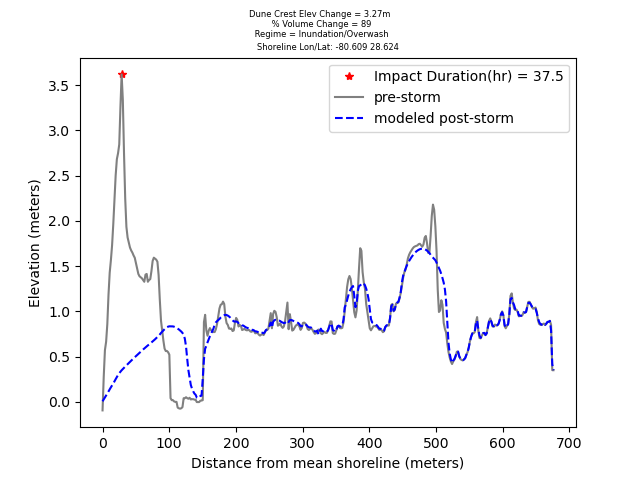 Dune Crest Elev Change = 3.27m
% Volume Change = 89
Regime = Inundation/Overwash
Shoreline Lon/Lat: -80.609 28.624
Impact Duration(hr) = 37.5
pre-storm
modeled post-storm
Elevation (meters)
3.5
3.0
2.5
2.0
1.5
1.0
0.5
0.0
0 100 200 300 400 500 600 700
Distance from mean shoreline (meters)